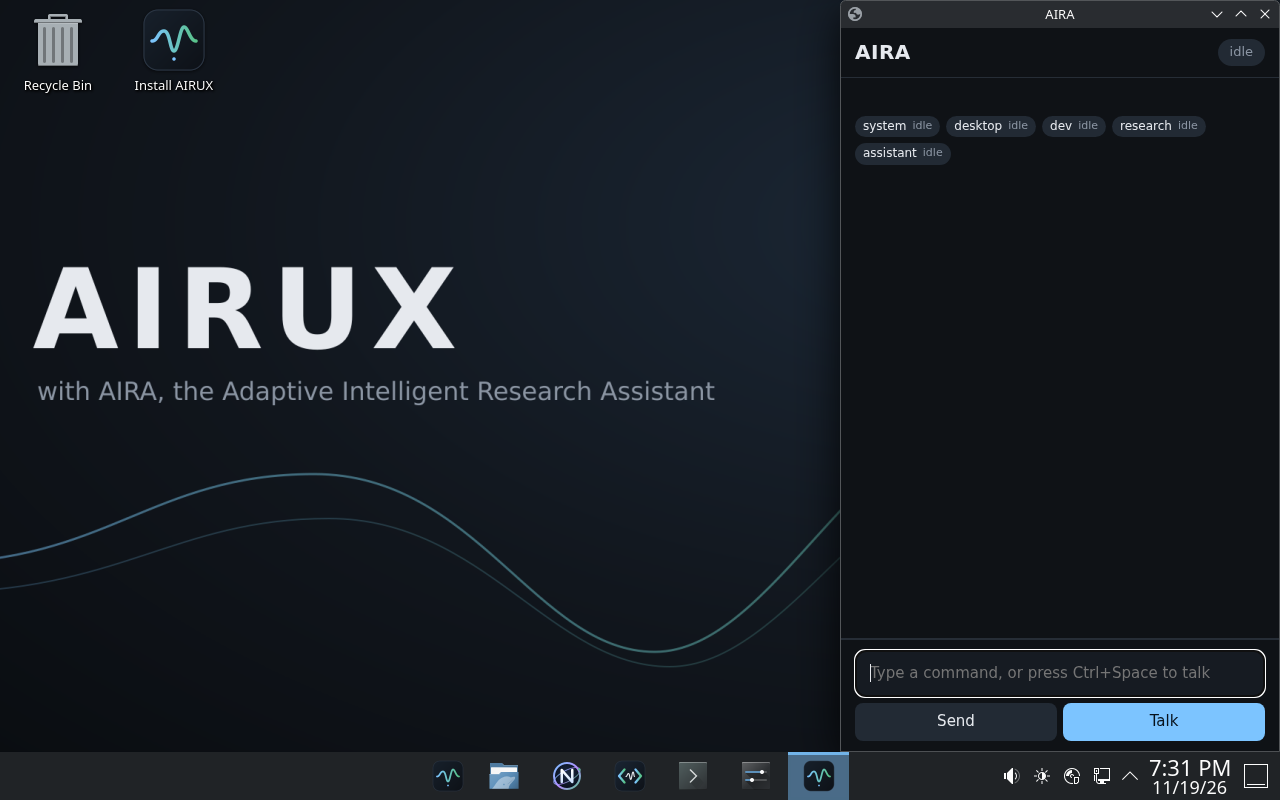 Recycle Bin
Install AIRUX
AIRUX
with AIRA, the Adaptive Intelligent Research Assistant
AIRA
AIRA
idle
system idle
desktop idle
dev idle
research idle
assistant idle
Type a command, or press Ctrl+Space to talk
Send
Talk
N
7:31 PM
11/19/26